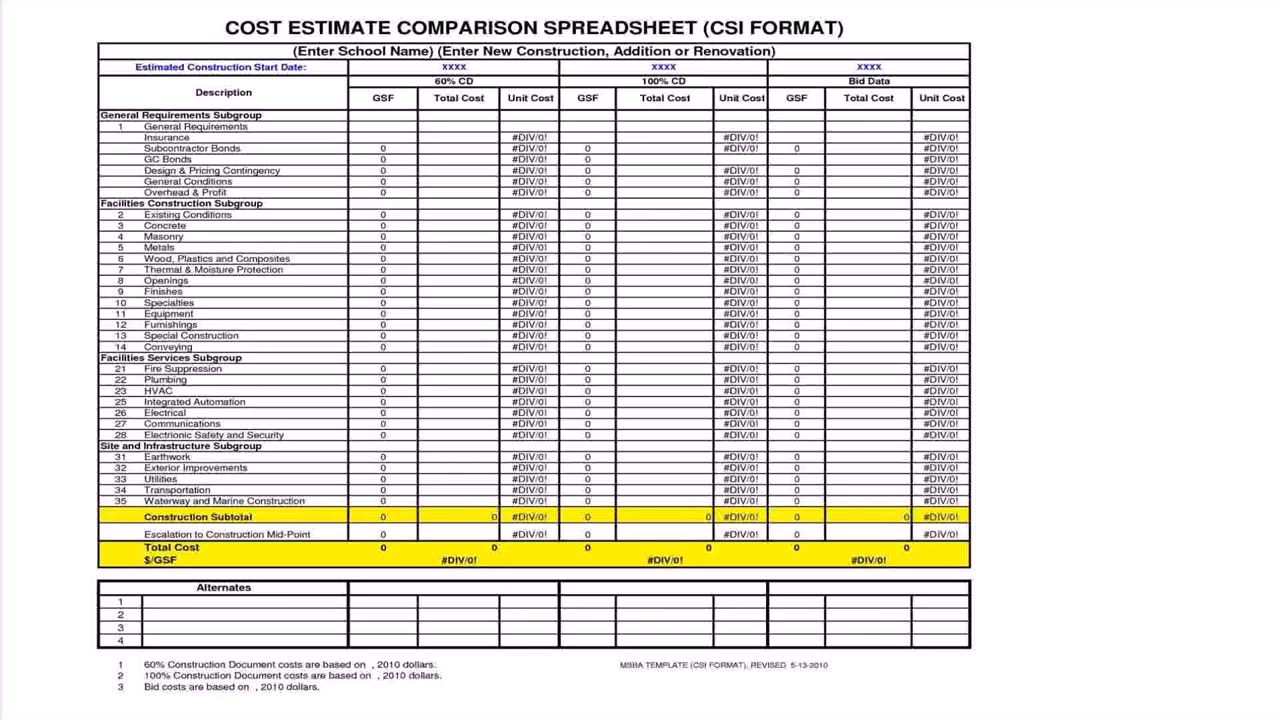 COST ESTIMATE COMPARISON SPREADSHEET (CSI FORMAT)
(Enter School Name) (Enter New Construction, Addition or Renovation)
Estimated Construction Start Date: XXXX XXXX XXXX
60% CD 100% CD Bid Data
Description GSF Total Cost Unit Cost GSF Total Cost Unit Cost GSF Total Cost Unit Cost
General Requirements Subgroup
1 General Requirements
Insurance #DIV/0! #DIV/0! #DIV/0!
Subcontractor Bonds 0 #DIV/0! 0 #DIV/0! 0 #DIV/0!
GC Bonds 0 #DIV/0! 0 #DIV/0!
Design & Pricing Contingency 0 #DIV/0! 0 #DIV/0! 0 #DIV/0!
General Conditions 0 #DIV/0! 0 #DIV/0! 0 #DIV/0!
Overhead & Profit 0 #DIV/0! 0 #DIV/0! 0 #DIV/0!
Facilities Construction Subgroup
2 Existing Conditions 0 #DIV/0! 0 #DIV/0! 0 #DIV/0!
3 Concrete 0 #DIV/0! 0 #DIV/0! 0 #DIV/0!
4 Masonry 0 #DIV/0! 0 #DIV/0! 0 #DIV/0!
5 Metals 0 #DIV/0! 0 #DIV/0! 0 #DIV/0!
6 Wood, Plastics and Composites 0 #DIV/0! 0 #DIV/0! 0 #DIV/0!
7 Thermal & Moisture Protection 0 #DIV/0! 0 #DIV/0! 0 #DIV/0!
8 Openings 0 #DIV/0! 0 #DIV/0! 0 #DIV/0!
9 Finishes 0 #DIV/0! 0 #DIV/0! 0 #DIV/0!
10 Specialties 0 #DIV/0! 0 #DIV/0! 0 #DIV/0!
11 Equipment 0 #DIV/0! 0 #DIV/0! 0 #DIV/0!
12 Furnishings 0 #DIV/0! 0 #DIV/0! 0 #DIV/0!
13 Special Construction 0 #DIV/0! 0 #DIV/0! 0 #DIV/0!
14 Conveying 0 #DIV/0! 0 #DIV/0! 0 #DIV/0!
Facilities Services Subgroup
21 Fire Suppression 0 #DIV/0! 0 #DIV/0! 0 #DIV/0!
22 Plumbing 0 #DIV/0! 0 #DIV/0! 0 #DIV/0!
23 HVAC 0 #DIV/0! 0 #DIV/0! 0 #DIV/0!
25 Integrated Automation 0 #DIV/0! 0 #DIV/0! 0 #DIV/0!
26 Electrical 0 #DIV/0! 0 #DIV/0! 0 #DIV/0!
27 Communications 0 #DIV/0! 0 #DIV/0! 0 #DIV/0!
28 Electrionic Safety and Security 0 #DIV/0! 0 #DIV/0! 0 #DIV/0!
Site and Infrastructure Subgroup
31 Earthwork 0 #DIV/0! 0 #DIV/0! 0 #DIV/0!
32 Exterior Improvements 0 #DIV/0! 0 #DIV/0! 0 #DIV/0!
33 Utilities 0 #DIV/0! 0 #DIV/0! 0 #DIV/0!
34 Transportation 0 #DIV/0! 0 #DIV/0! 0 #DIV/0!
35 Waterway and Marine Construction 0 #DIV/0! 0 #DIV/0! 0 #DIV/0!
Construction Subtotal 0 0 #DIV/0! 0 0 #DIV/0! 0 0 #DIV/0!
Escalation to Construction Mid-Point 0 #DIV/0! 0 #DIV/0! 0 #DIV/0!
Total Cost 0 0 0 0 0 0
$/GSF #DIV/0! #DIV/0! #DIV/0!
Alternates
1
2
3
4
1 60% Construction Document costs are based on , 2010 dollars. MSBA TEMPLATE (CSI FORMAT), REVISED 5-13-2010
2 100% Construction Document costs are based on , 2010 dollars.
3 Bid costs are based on , 2010 dollars.